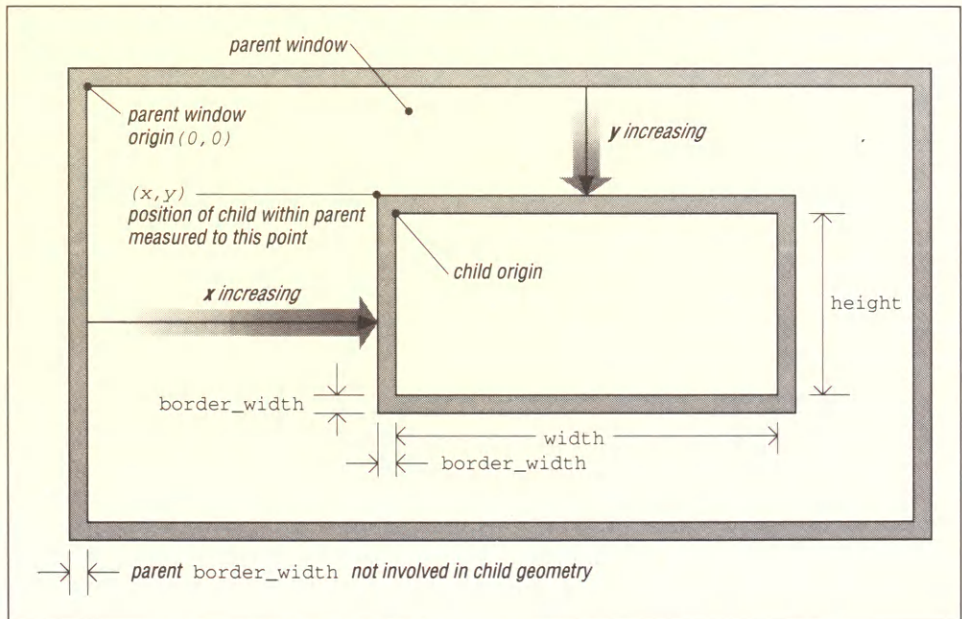 parent window
parent window
origin (0,0)
y increasing
(x,y)
position of child within parent
measured to this point
child origin
x increasing
height
border_width
width
border_width
parent border_width not involved in child geometry